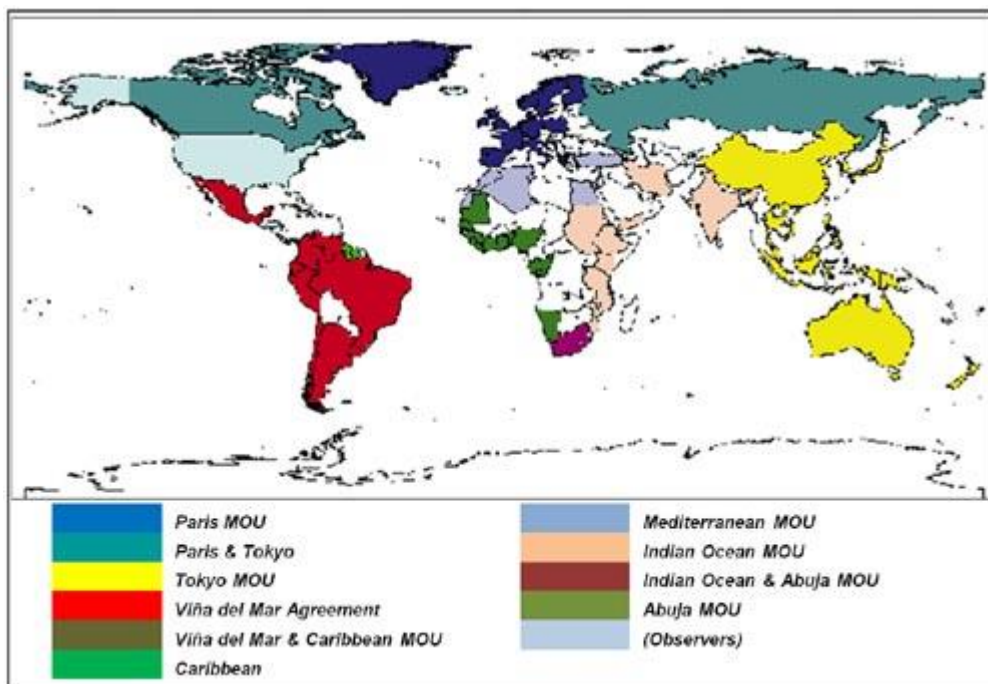 Paris MOU
Paris & Tokyo
Tokyo MOU
Viña del Mar Agreement
Viña del Mar & Caribbean MOU
Caribbean
Mediterranean MOU
Indian Ocean MOU
Indian Ocean & Abuja MOU
Abuja MOU
(Observers)